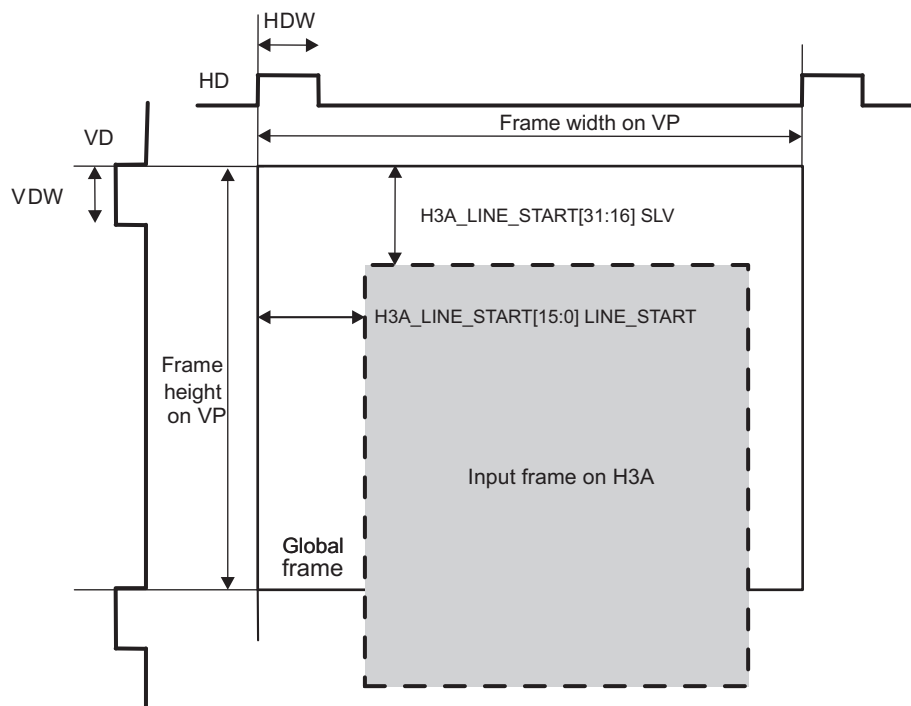 HDW
HD
Frame width on VP
VD
VDW
H3A_LINE_START[31:16] SLV
H3A_LINE_START[15:0] LINE_START
Frame
height
on VP
Input frame on H3A
Global
frame